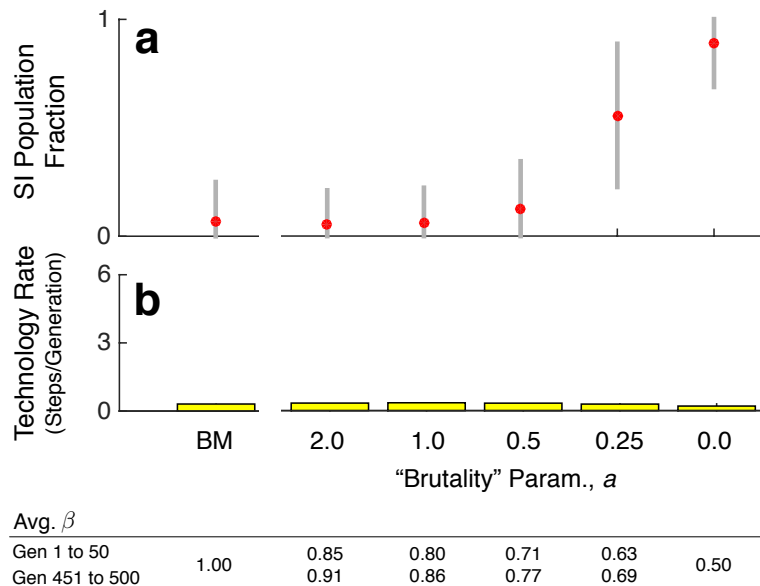 a
1
0
SI Population
Fraction
b
6
3
0
Technology Rate
(Steps/Generation)
BM 2.0 1.0 0.5 0.25 0.0
“Brutality” Param., a
Avg. β
Gen 1 to 50 0.85 0.80 0.71 0.63
1.00 0.50
Gen 451 to 500 0.91 0.86 0.77 0.69